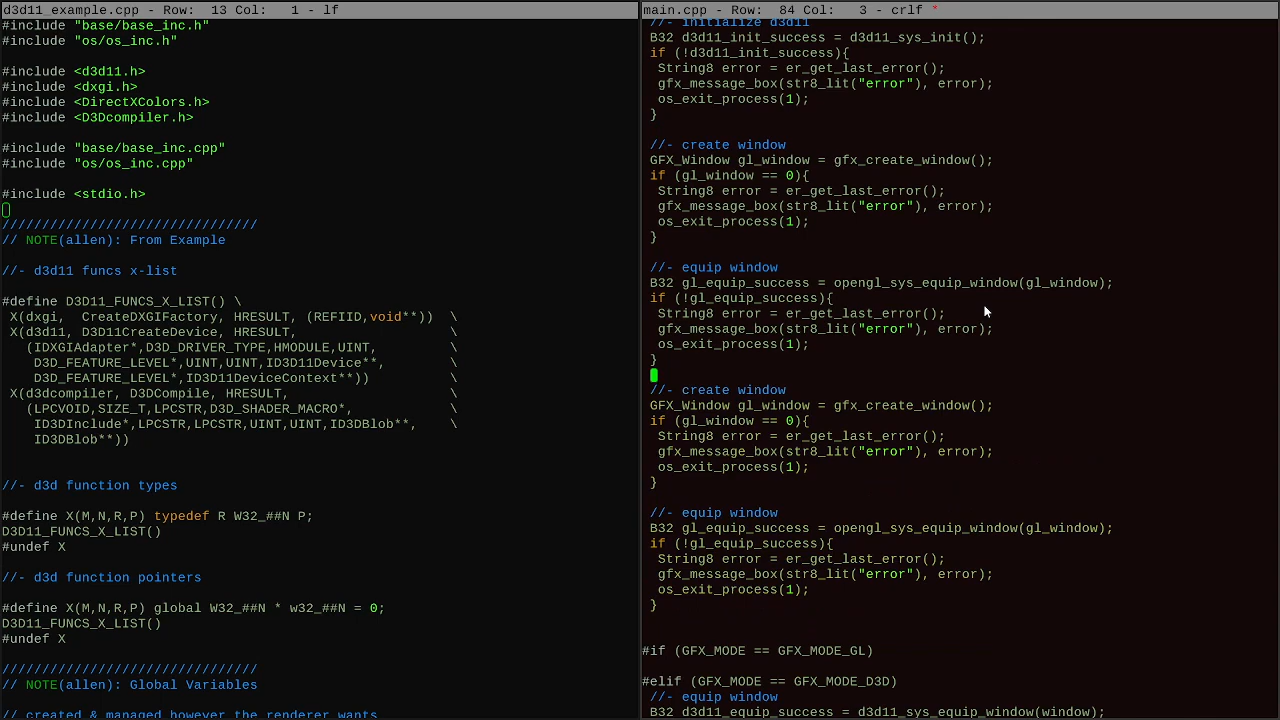 d3d11_example.cpp - Row:  13 Col:   1 - lf
#include "base/base_inc.h"
#include "os/os_inc.h"
#include <d3d11.h>
#include <dxgi.h>
#include <DirectXColors.h>
#include <D3Dcompiler.h>
#include "base/base_inc.cpp"
#include "os/os_inc.cpp"
#include <stdio.h>
////////////////////////////////
// NOTE(allen): From Example
//- d3d11 funcs x-list
#define D3D11_FUNCS_X_LIST() \
 X(dxgi,  CreateDXGIFactory, HRESULT, (REFIID,void**))  \
 X(d3d11, D3D11CreateDevice, HRESULT,                   \
   (IDXGIAdapter*,D3D_DRIVER_TYPE,HMODULE,UINT,         \
    D3D_FEATURE_LEVEL*,UINT,UINT,ID3D11Device**,        \
    D3D_FEATURE_LEVEL*,ID3D11DeviceContext**))          \
 X(d3dcompiler, D3DCompile, HRESULT,                    \
   (LPCVOID,SIZE_T,LPCSTR,D3D_SHADER_MACRO*,            \
    ID3DInclude*,LPCSTR,LPCSTR,UINT,UINT,ID3DBlob**,    \
    ID3DBlob**))
//- d3d function types
#define X(M,N,R,P) typedef R W32_##N P;
D3D11_FUNCS_X_LIST()
#undef X
//- d3d function pointers
#define X(M,N,R,P) global W32_##N * w32_##N = 0;
D3D11_FUNCS_X_LIST()
#undef X
////////////////////////////////
// NOTE(allen): Global Variables
// created & managed however the renderer wants
main.cpp - Row:  84 Col:   3 - crlf *
 //- initialize d3d11
 B32 d3d11_init_success = d3d11_sys_init();
 if (!d3d11_init_success){
  String8 error = er_get_last_error();
  gfx_message_box(str8_lit("error"), error);
  os_exit_process(1);
 }
 //- create window
 GFX_Window gl_window = gfx_create_window();
 if (gl_window == 0){
  String8 error = er_get_last_error();
  gfx_message_box(str8_lit("error"), error);
  os_exit_process(1);
 }
 //- equip window
 B32 gl_equip_success = opengl_sys_equip_window(gl_window);
 if (!gl_equip_success){
  String8 error = er_get_last_error();
  gfx_message_box(str8_lit("error"), error);
  os_exit_process(1);
 }
 //- create window
 GFX_Window gl_window = gfx_create_window();
 if (gl_window == 0){
  String8 error = er_get_last_error();
  gfx_message_box(str8_lit("error"), error);
  os_exit_process(1);
 }
 //- equip window
 B32 gl_equip_success = opengl_sys_equip_window(gl_window);
 if (!gl_equip_success){
  String8 error = er_get_last_error();
  gfx_message_box(str8_lit("error"), error);
  os_exit_process(1);
 }
#if (GFX_MODE == GFX_MODE_GL)
#elif (GFX_MODE == GFX_MODE_D3D)
 //- equip window
 B32 d3d11_equip_success = d3d11_sys_equip_window(window);